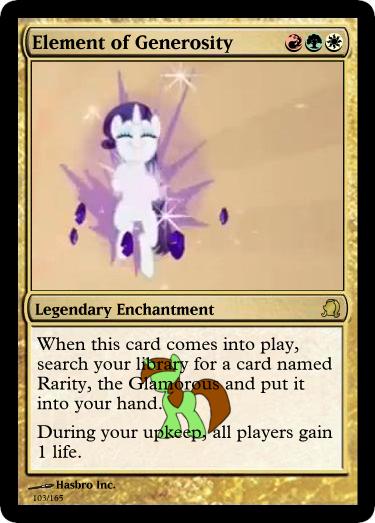 Element of Generosity
Legendary Enchantment
When this card comes into play,
search your library for a card named
Rarity, the Glamorous and put it
into your hand.
During your upkeep, all players gain
1 life.
Hasbro Inc.
103/165